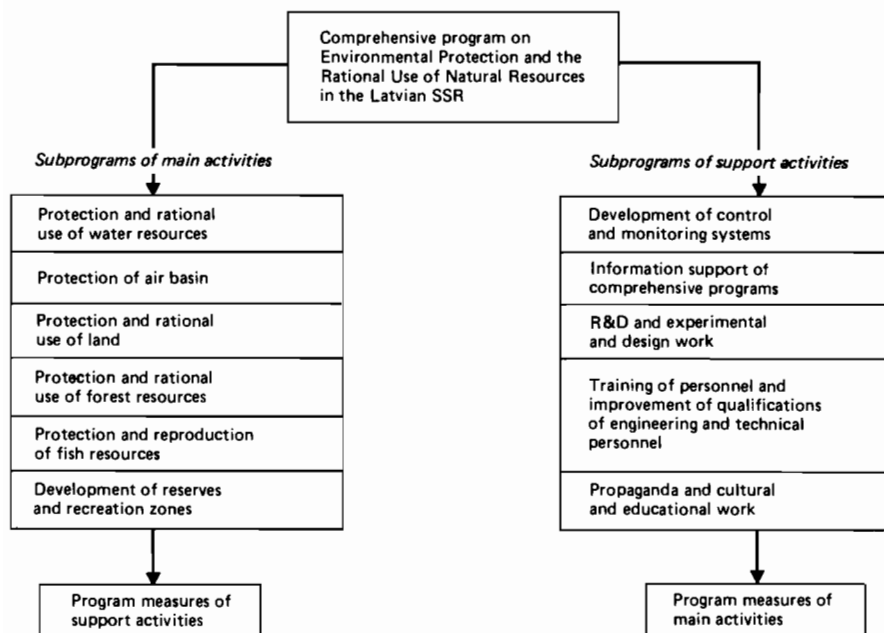 Comprehensive program on
Environmental Protection and the
Rational Use of Natural Resources
in the Latvian SSR
Subprograms of main activities
Protection and rational
use of water resources
Protection of air basin
Protection and rational
use of land
Protection and rational
use of forest resources
Protection and reproduction
of fish resources
Development of reserves
and recreation zones
Program measures of
support activities
Subprograms of support activities
Development of control
and monitoring systems
Information support of
comprehensive programs
R&D and experimental
and design work
Training of personnel and
improvement of qualifications
of engineering and technical
personnel
Propaganda and cultural
and educational work
Program measures of
main activities